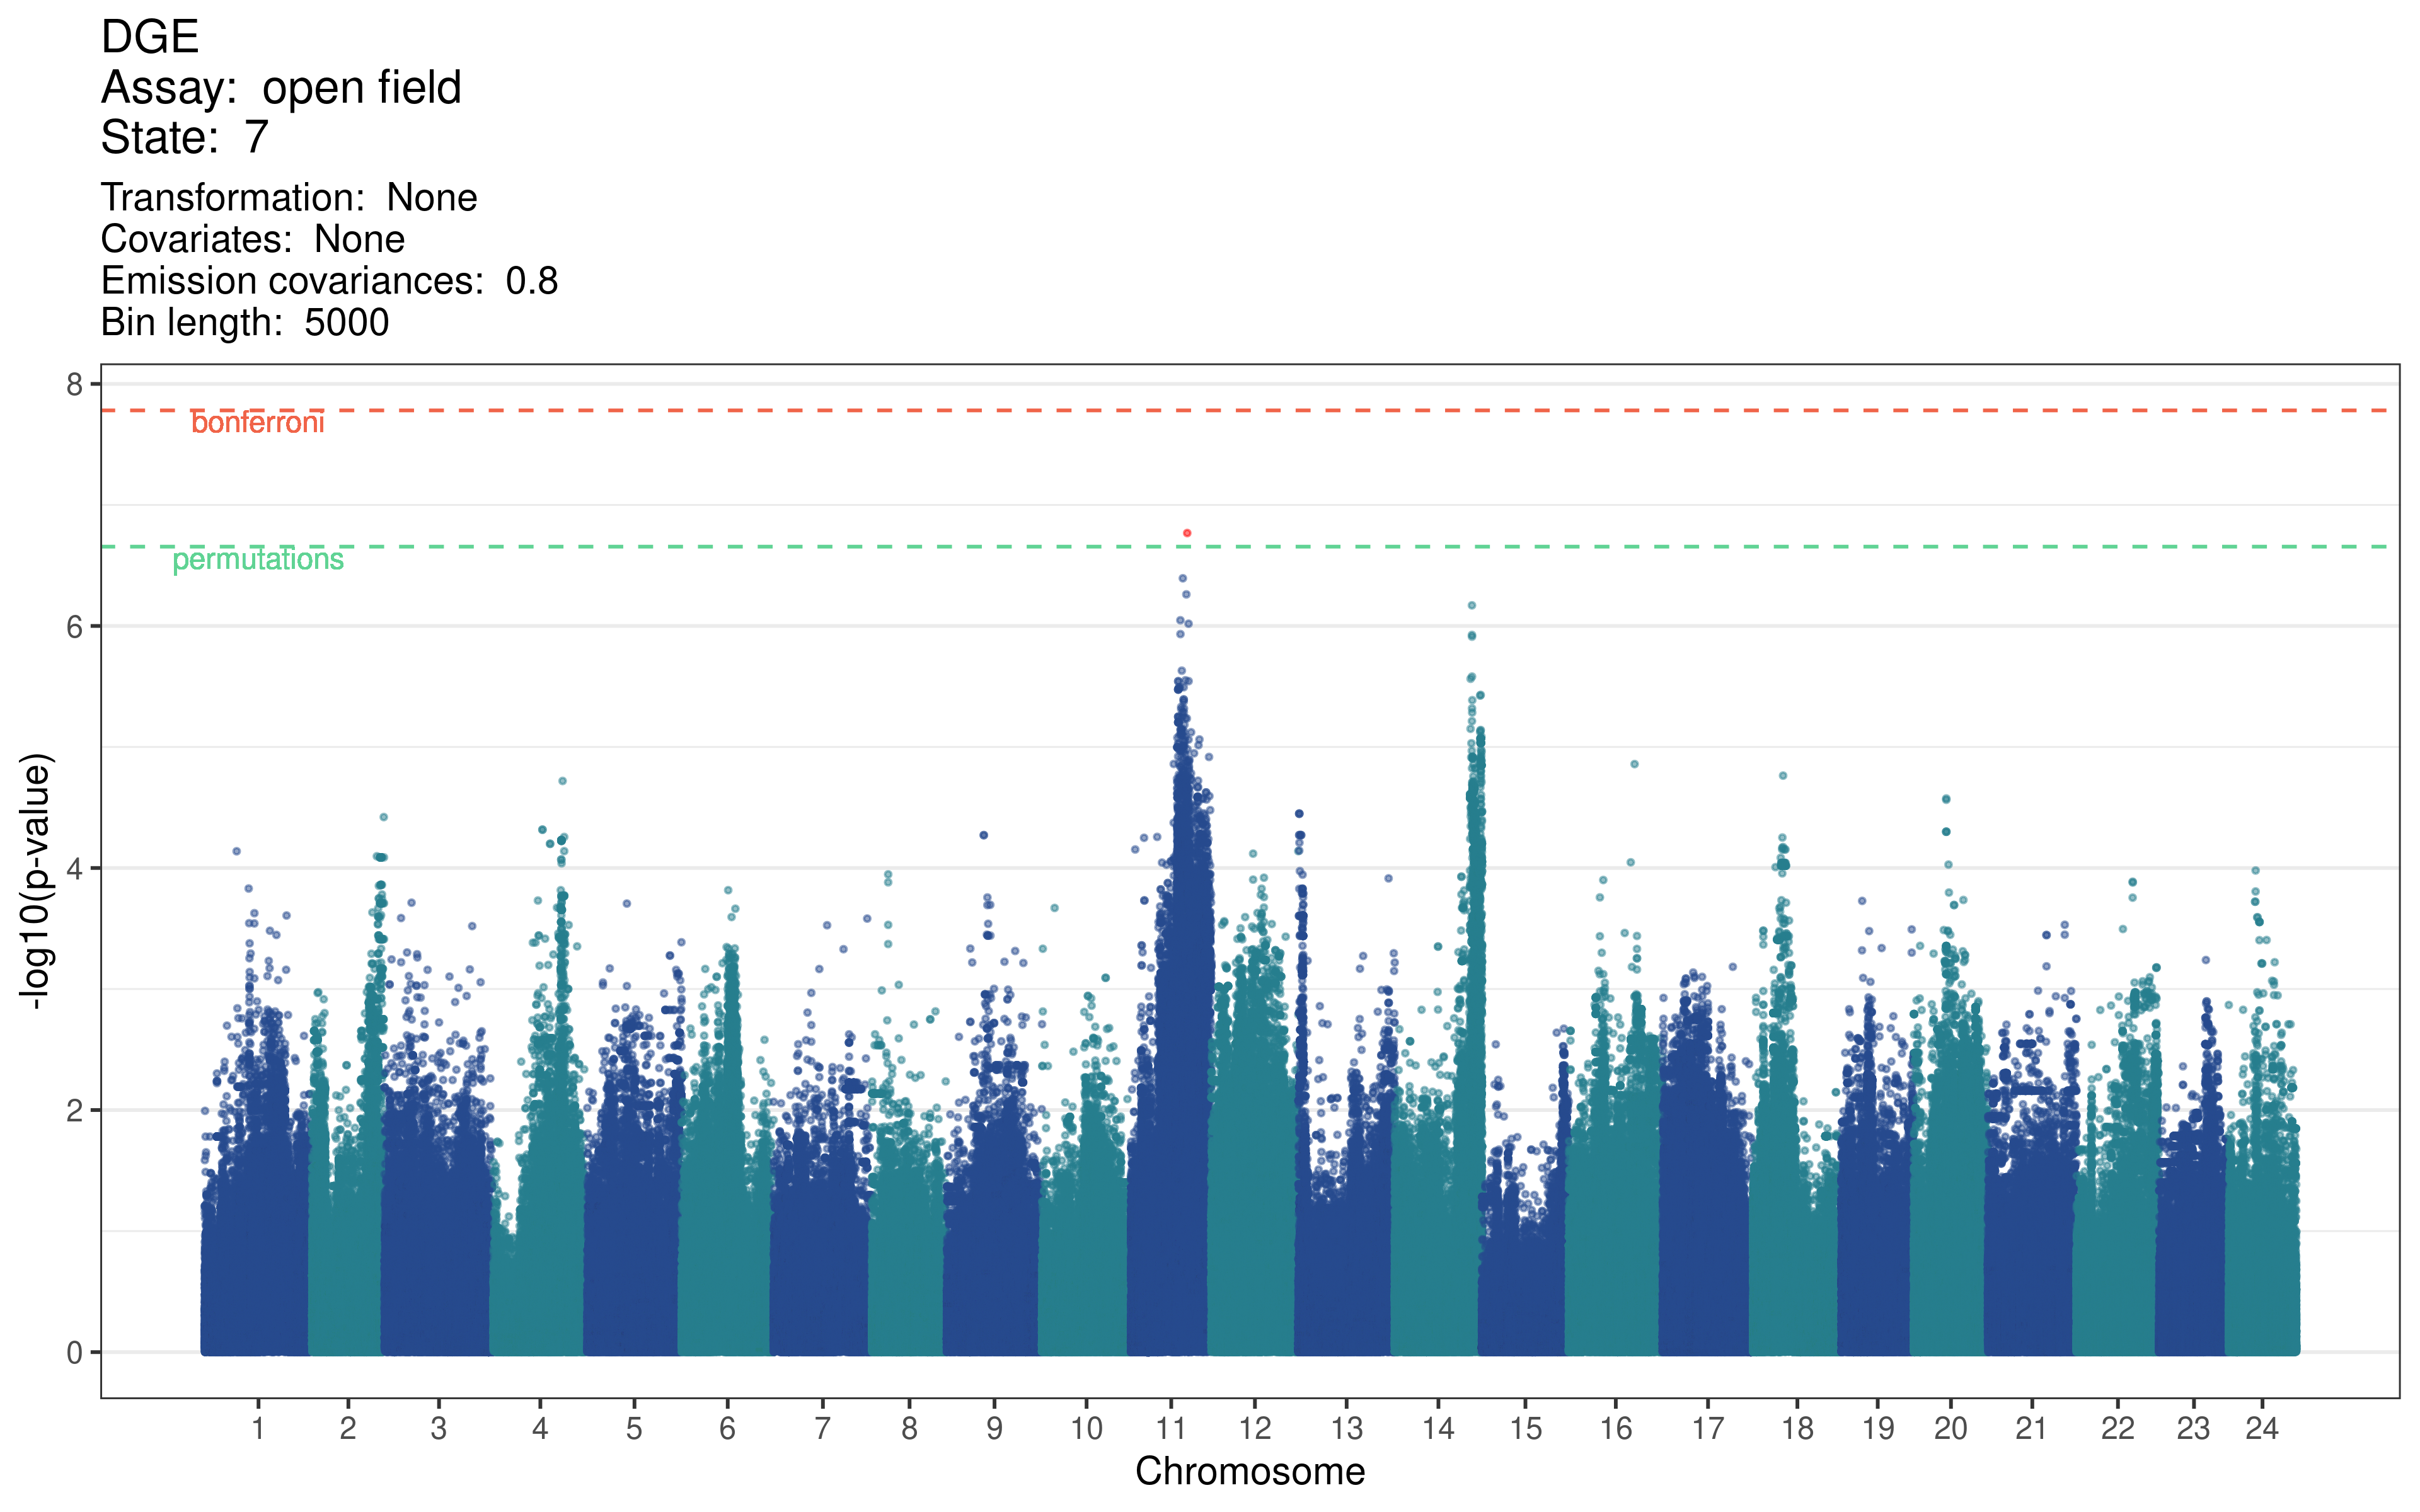 DGE
Assay:  open field
State:  7
Transformation:  None
Covariates:  None
Emission covariances:  0.8
Bin length:  5000
8
bonferroni
permutations
6
4
2
0
-log10(p-value)
1 2 3 4 5 6 7 8 9 10 11 12 13 14 15 16 17 18 19 20 21 22 23 24
Chromosome